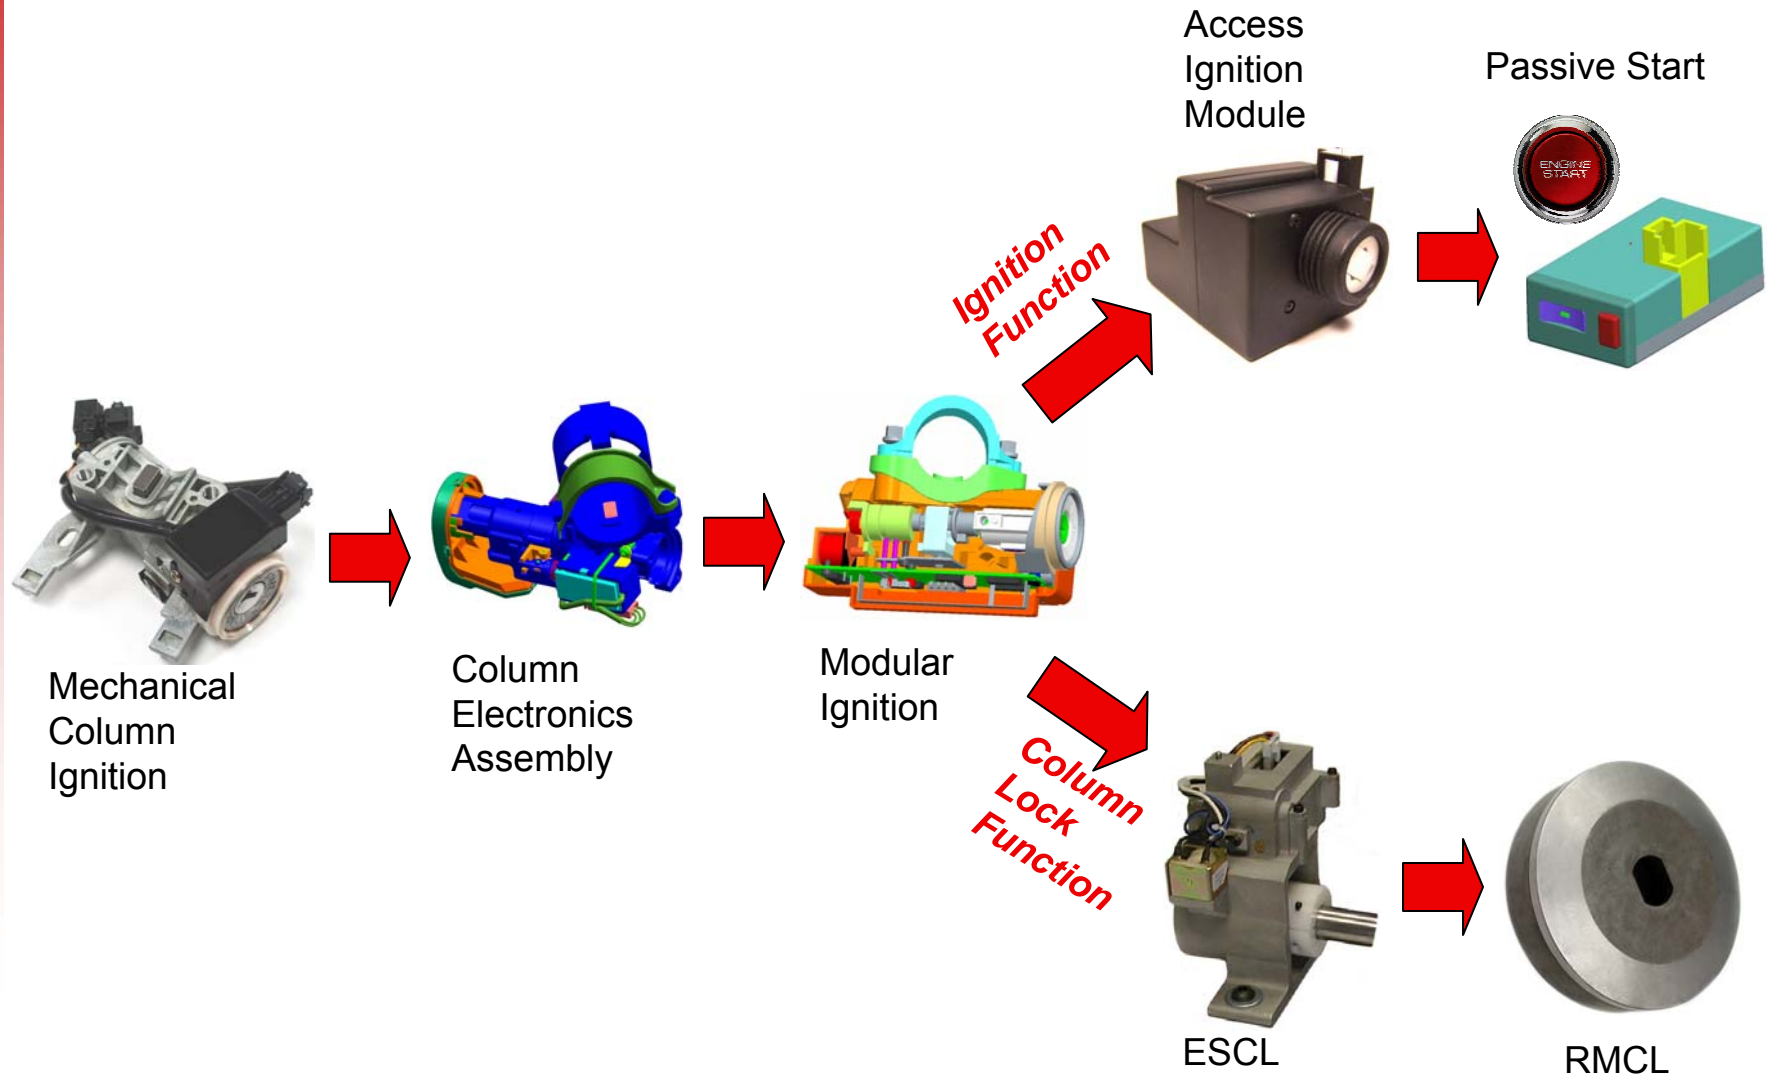 Access
Ignition
Module
Passive Start
ENGINE
START
Ignition
Function
Mechanical
Column
Ignition
Column
Electronics
Assembly
Modular
Ignition
Column
Lock
Function
ESCL
RMCL